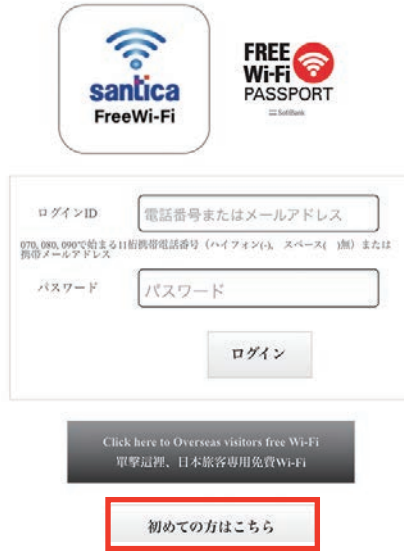 santica
FreeWi-Fi
FREE
Wi-Fi
PASSPORT
SoftBank
ログインID
電話番号またはメールアドレス
070, 080, 090で始まる11桁携帯電話番号（ハイフォン(-)、スペース( )無）または
携帯メールアドレス
パスワード
パスワード
ログイン
Click here to Overseas visitors free Wi-Fi
單撃這裡、日本旅客専用免費Wi-Fi
初めての方はこちら